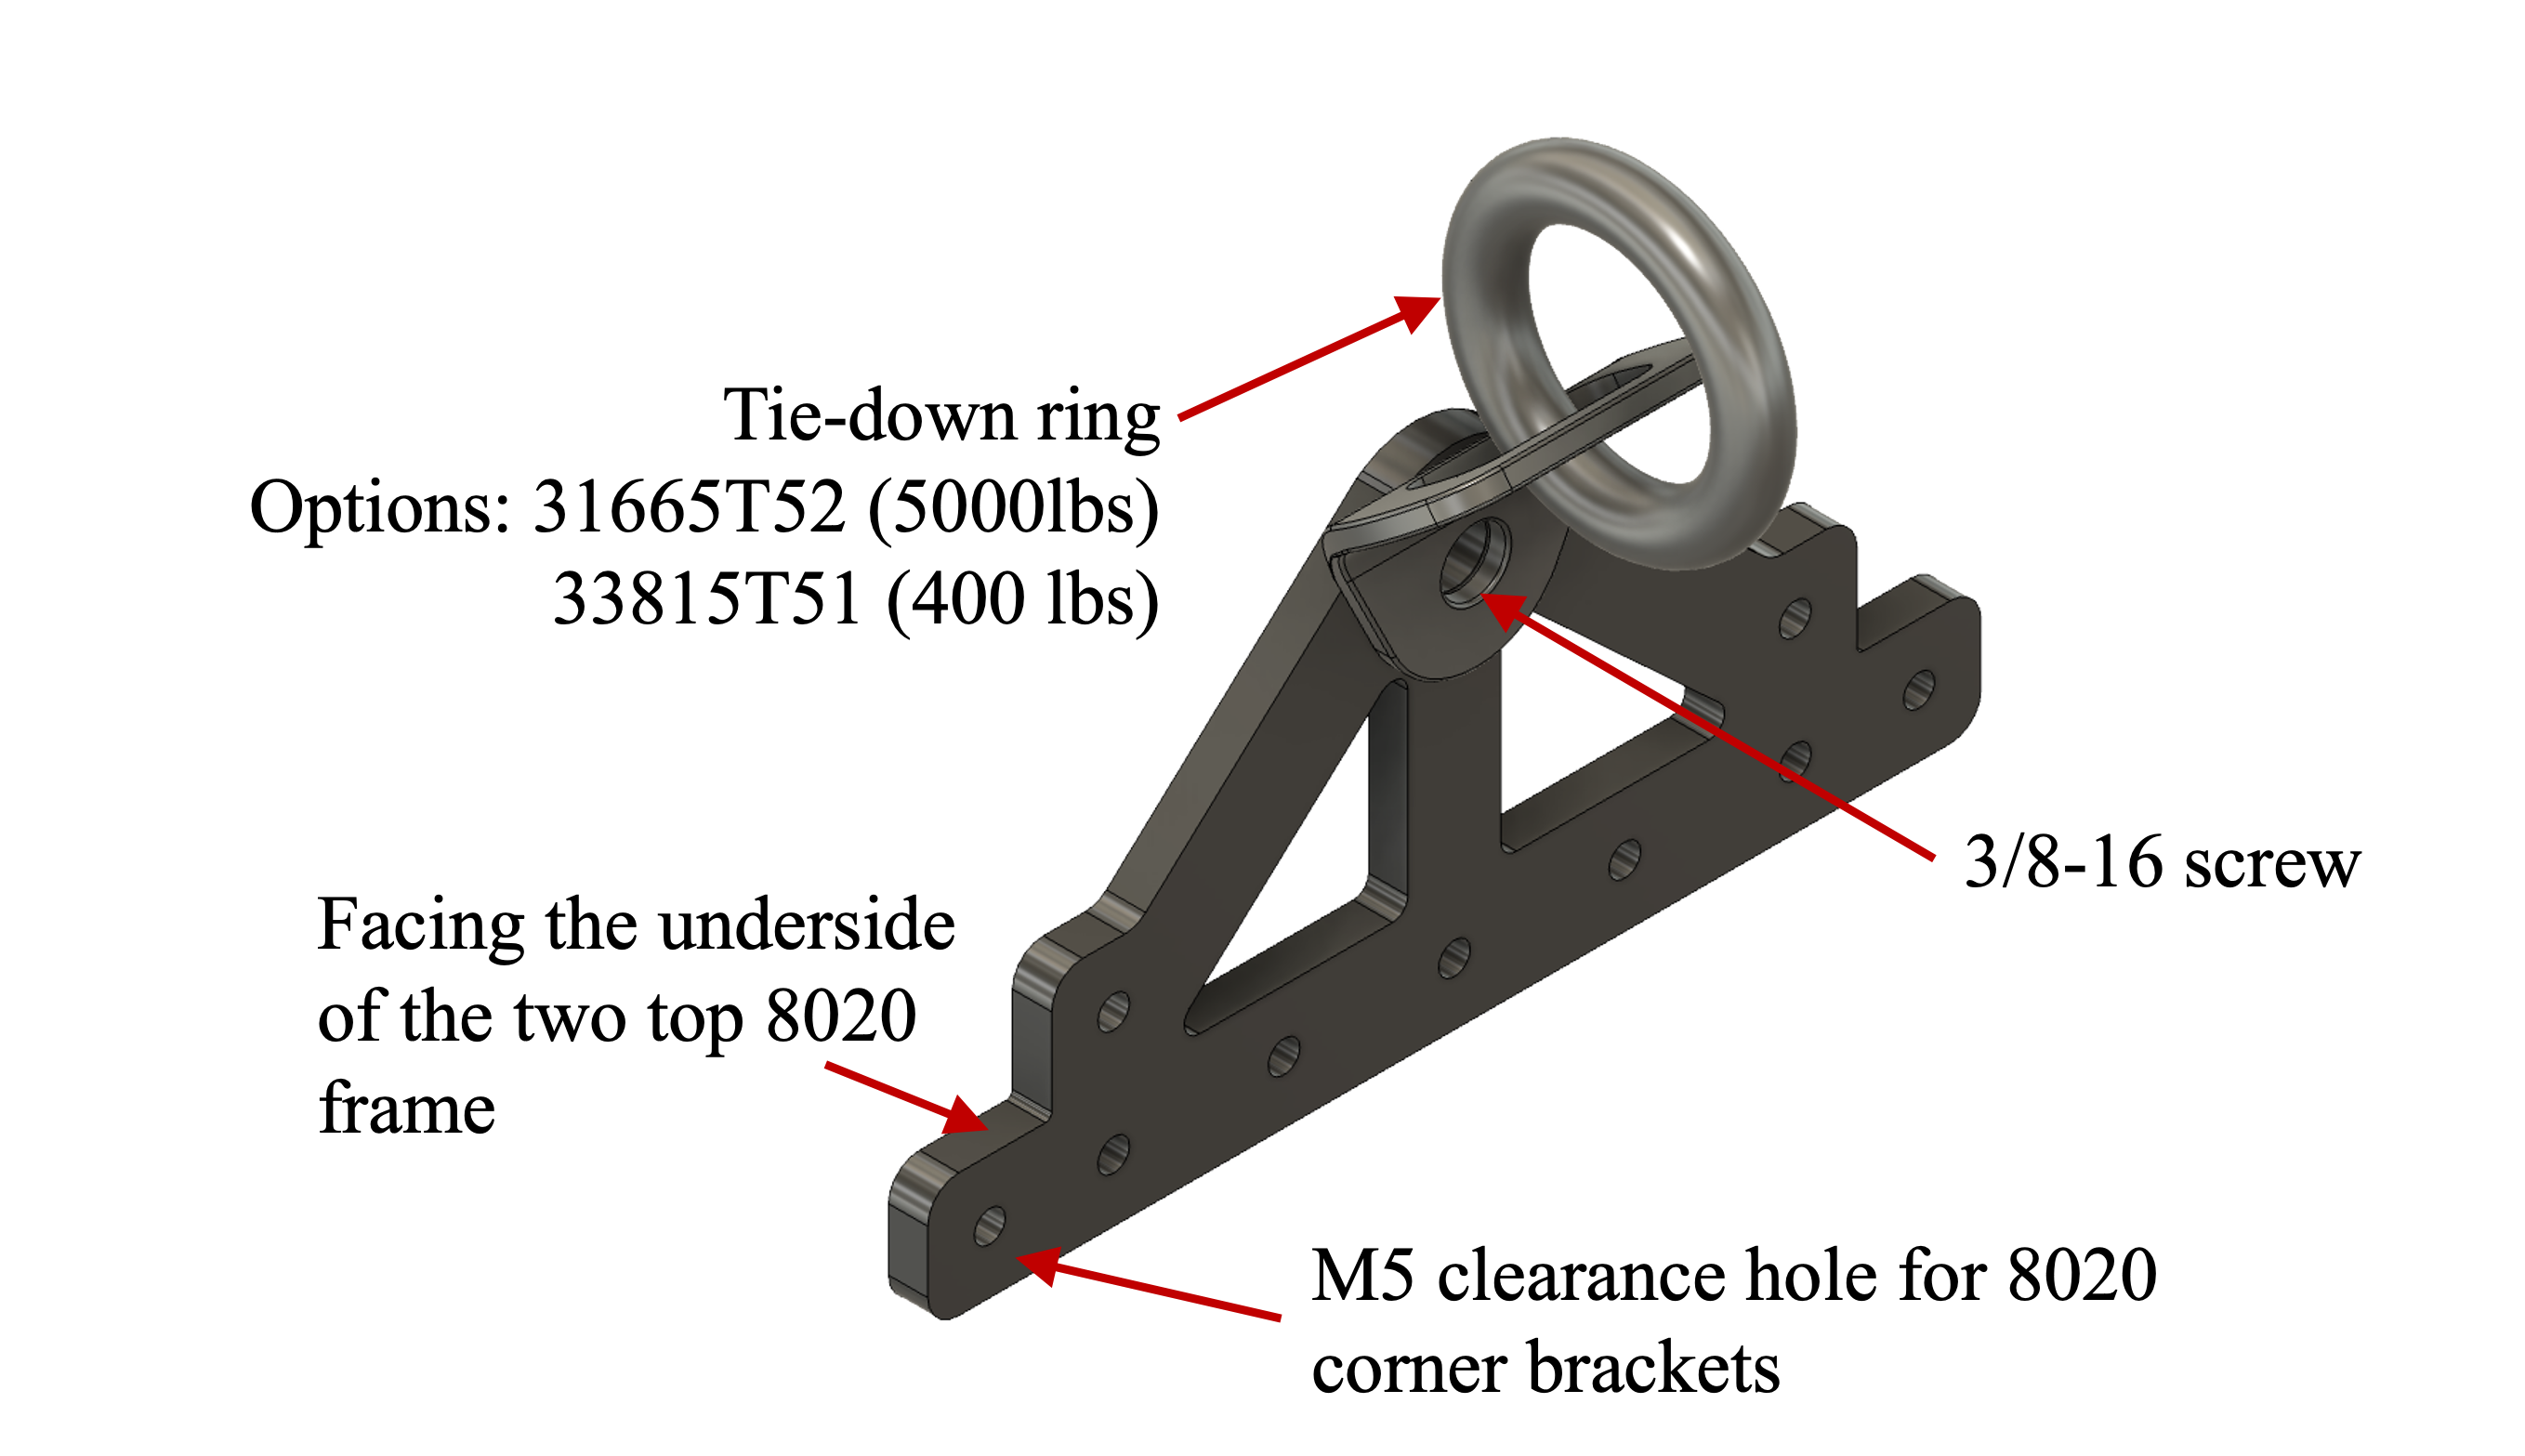 Tie-down ring
Options: 31665T52 (5000lbs)
33815T51 (400 lbs)
3/8-16 screw
Facing the underside
of the two top 8020
frame
M5 clearance hole for 8020
corner brackets